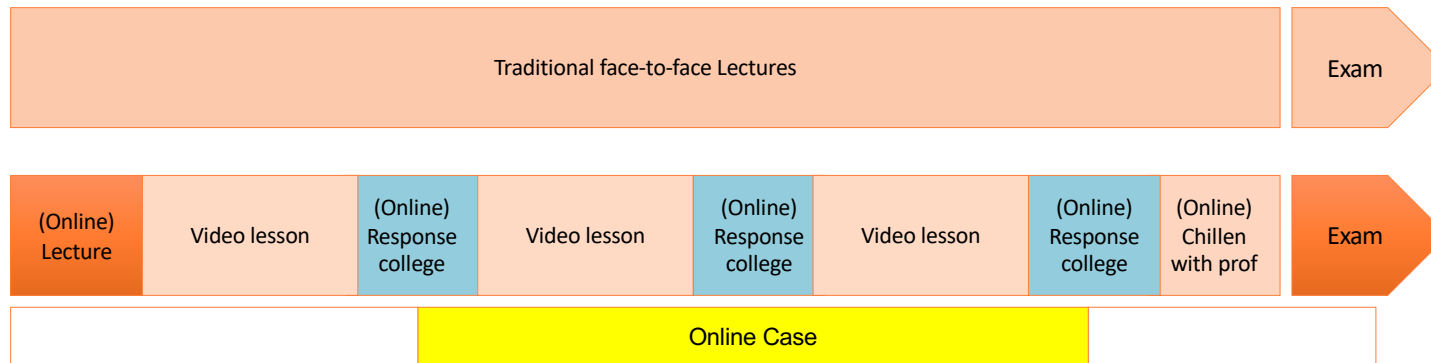 Traditional face-to-face Lectures
Exam
(Online)
Lecture
Video lesson
(Online)
Response
college
Video lesson
(Online)
Response
college
Video lesson
(Online)
Response
college
(Online)
Chillen
with prof
Exam
Online Case